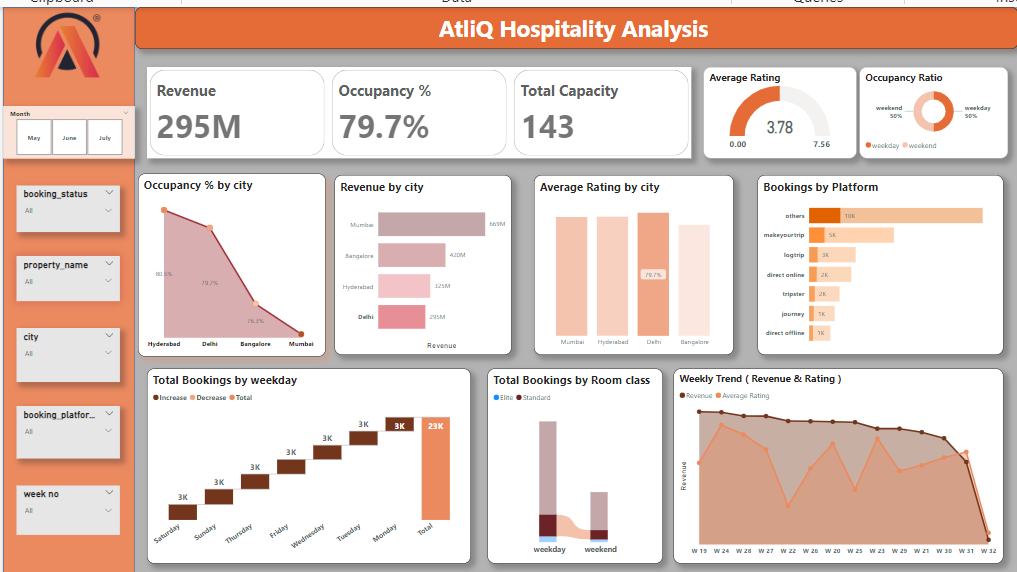 Clipboard
Data
Queries
®
AtliQ Hospitality Analysis
Month
May
June
July
booking_status
All
property_name
All
city
All
booking_platfor...
All
week no
All
Revenue
295M
Occupancy %
79.7%
Total Capacity
143
Average Rating
3.78
0.00
7.56
Occupancy Ratio
weekend
50%
weekday
50%
weekday
weekend
Occupancy % by city
80.5%
79.7%
76.3%
Hyderabad
Delhi
Bangalore
Mumbai
Revenue by city
Mumbai
669M
Bangalore
420M
Hyderabad
325M
Delhi
295M
Revenue
Average Rating by city
79.7%
Mumbai
Hyderabad
Delhi
Bangalore
Bookings by Platform
others
10K
makeyourtrip
5K
logtrip
3K
direct online
2K
tripster
2K
journey
1K
direct offline
1K
Total Bookings by weekday
Increase
Decrease
Total
3K
3K
3K
3K
3K
3K
3K
23K
Saturday
Sunday
Thursday
Friday
Wednesday
Tuesday
Monday
Total
Total Bookings by Room class
Elite
Standard
weekday
weekend
Weekly Trend ( Revenue & Rating )
Revenue
Average Rating
Revenue
W 19
W 24
W 28
W 27
W 22
W 26
W 20
W 25
W 23
W 29
W 21
W 30
W 31
W 32